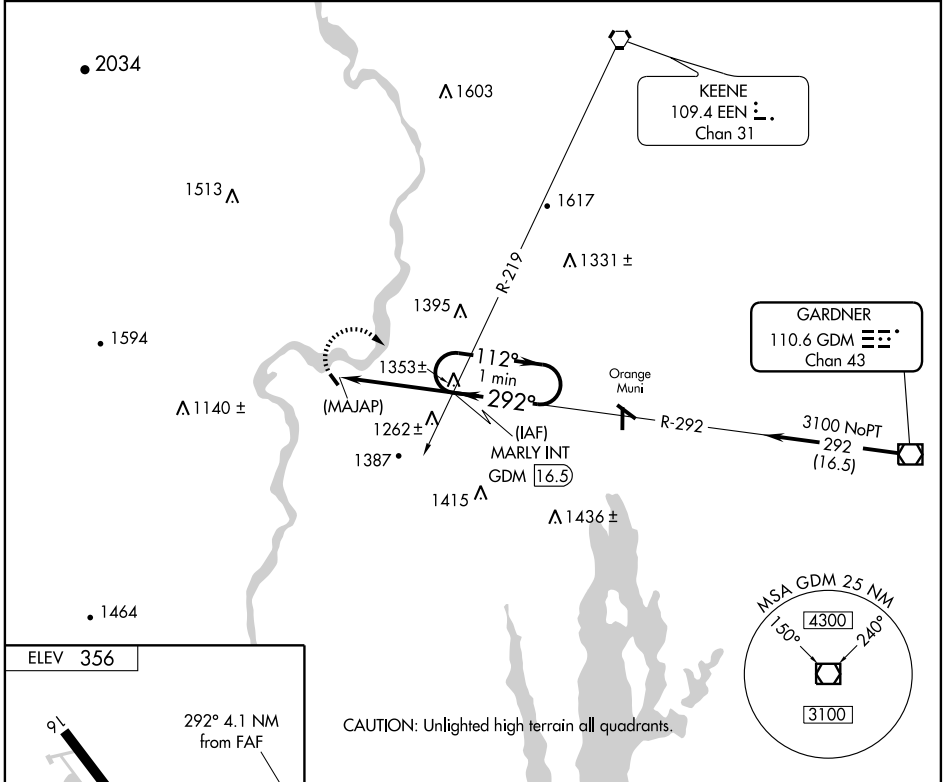 2034
1603
KEENE
109.4 EEN
Chan 31
1513
1617
R-219
1331 ±
1395
GARDNER
110.6 GDM
Chan 43
1594
1353±
112°
1 min
292°
Orange
Muni
(MAJAP)
1140 ±
1262±
(IAF)
MARLY INT
GDM 16.5
R-292
3100 NoPT
292
(16.5)
1387
1415
1436 ±
MSA GDM 25 NM
4300
150°
240°
3100
1464
ELEV 356
16
292° 4.1 NM
from FAF
CAUTION: Unlighted high terrain all quadrants.